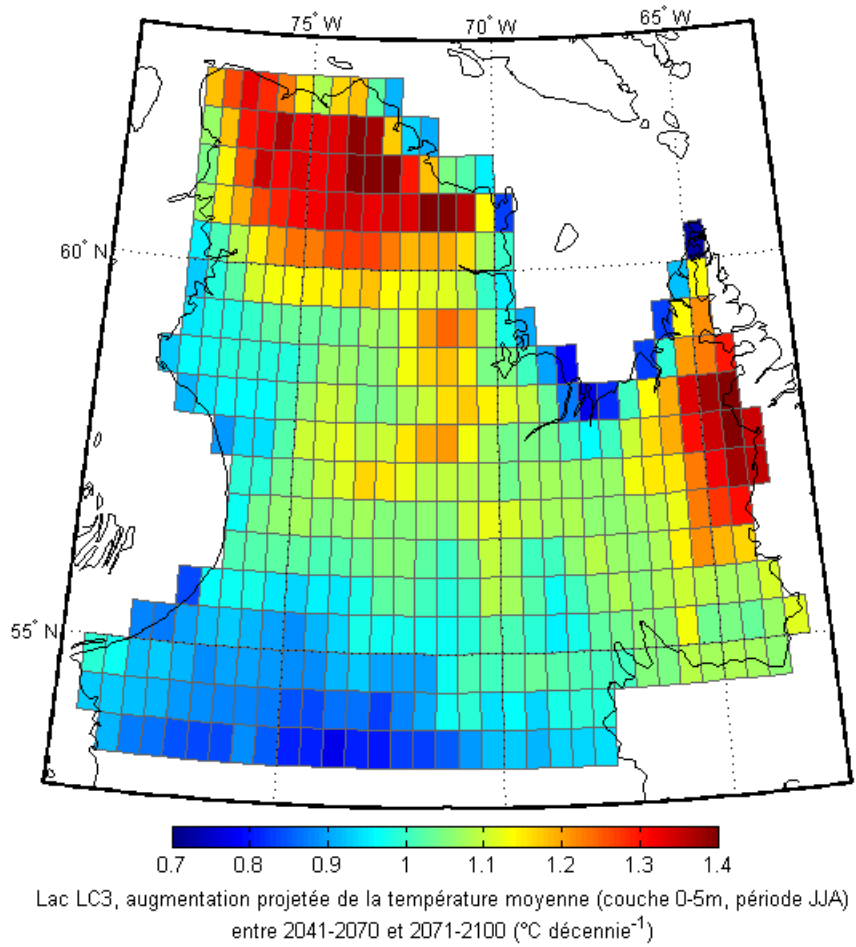 75° W
70° W
65° W
60° N
55° N
0.7 0.8 0.9 1 1.1 1.2 1.3 1.4
Lac LC3, augmentation projetée de la température moyenne (couche 0-5m, période JJA)
entre 2041-2070 et 2071-2100 (°C décennie⁻¹)